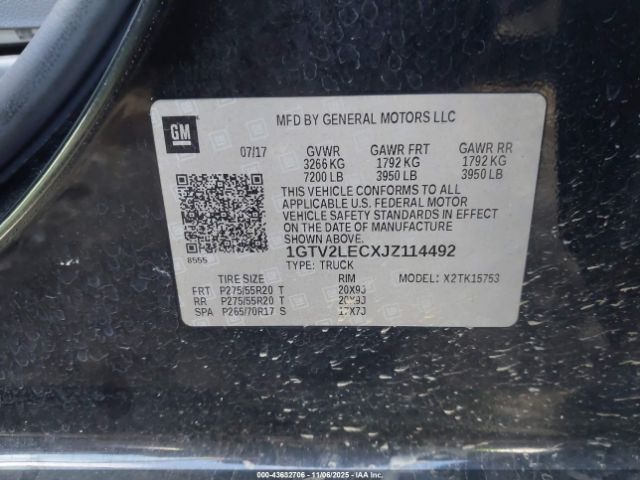 GM
MFD BY GENERAL MOTORS LLC
07/17 GVWR GAWR FRT GAWR RR
3266 KG 1792 KG 1792 KG
7200 LB 3950 LB 3950 LB
THIS VEHICLE CONFORMS TO ALL
APPLICABLE U.S. FEDERAL MOTOR
VEHICLE SAFETY STANDARDS IN EFFECT
ON THE DATE OF MANUFACTURE
SHOWN ABOVE.
8555 1GTV2LECXJZ114492
TYPE: TRUCK
TIRE SIZE RIM MODEL: X2TK15753
FRT P275/55R20 T 20X9J
RR P275/55R20 T 20X9J
SPA P265/70R17 S 17X7J
000-43682706 - 11/06/2025 - IAAI.COM